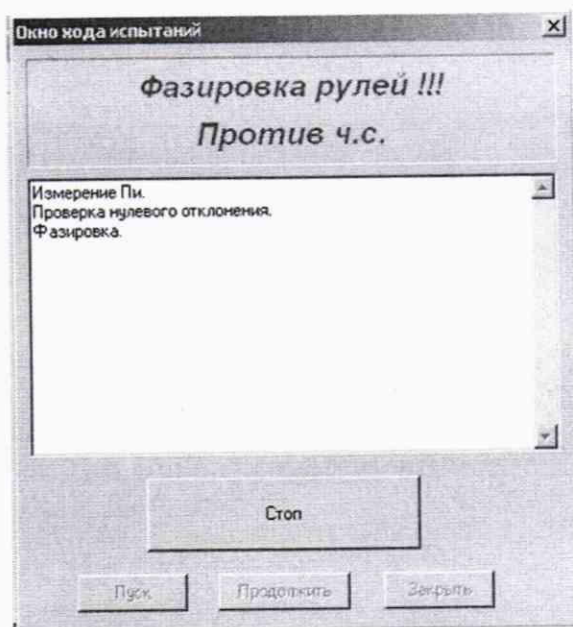 Окно хода испытаний
Фазировка рулей !!!
Против ч.с.
Измерение Пи.
Проверка нулевого отклонения.
Фазировка.
Стоп
Пуск
Продолжить
Закрыть